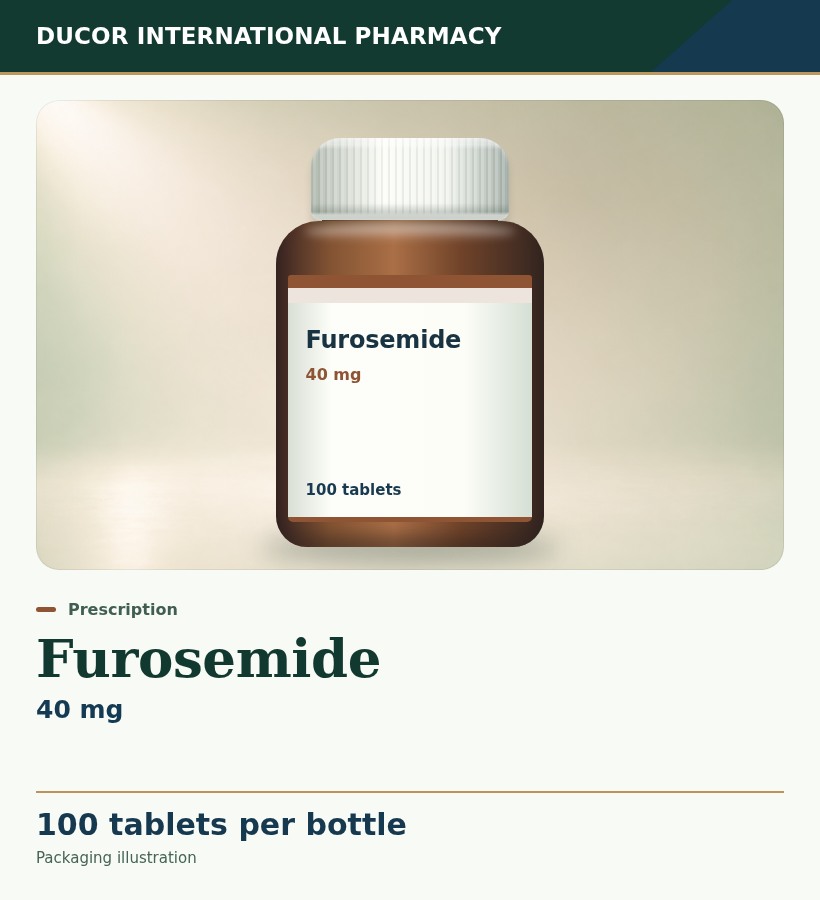 DUCOR INTERNATIONAL PHARMACY
Furosemide
40 mg
100 tablets
Prescription
Furosemide
40 mg
100 tablets per bottle
Packaging illustration